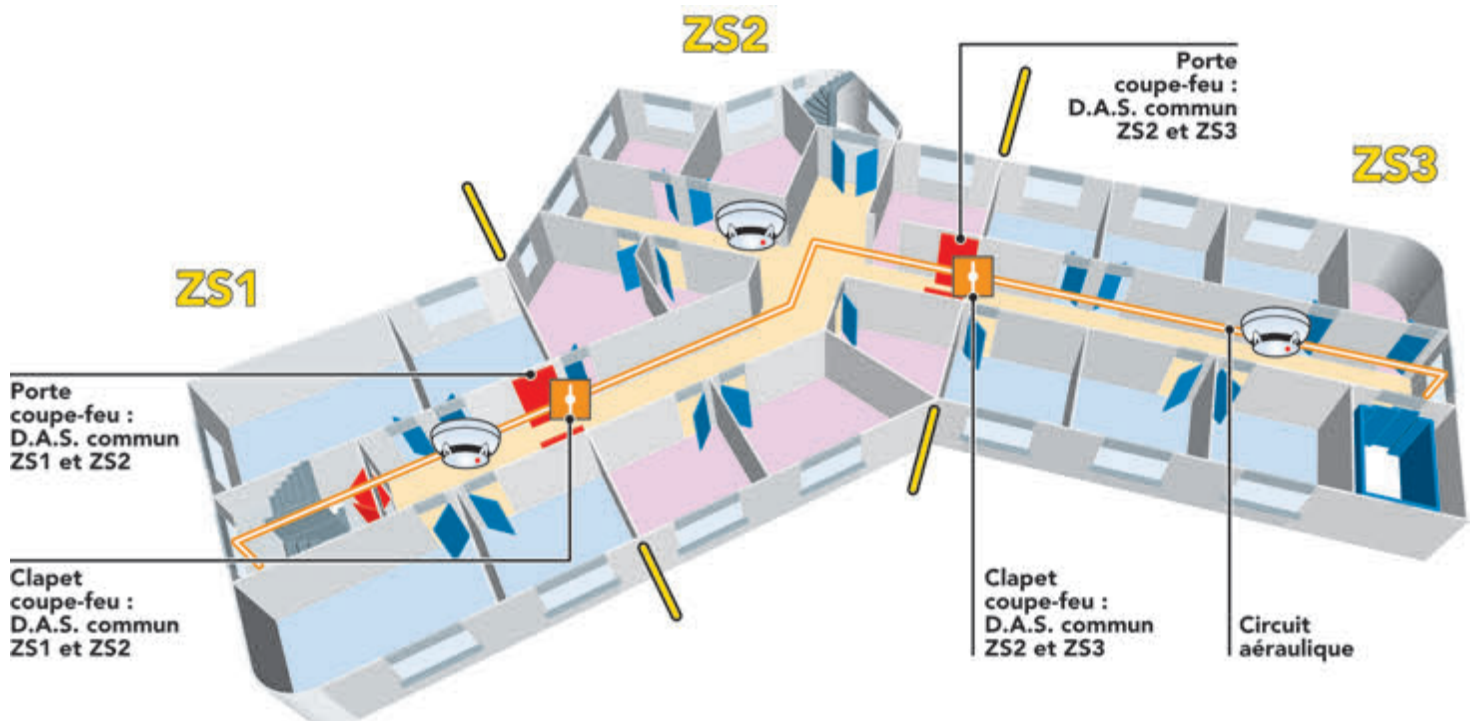 ZS2
Porte
coupe-feu :
D.A.S. commun
ZS2 et ZS3
ZS3
ZS1
Porte
coupe-feu :
D.A.S. commun
ZS1 et ZS2
Clapet
coupe-feu :
D.A.S. commun
ZS1 et ZS2
Clapet
coupe-feu :
D.A.S. commun
ZS2 et ZS3
Circuit
aéraulique